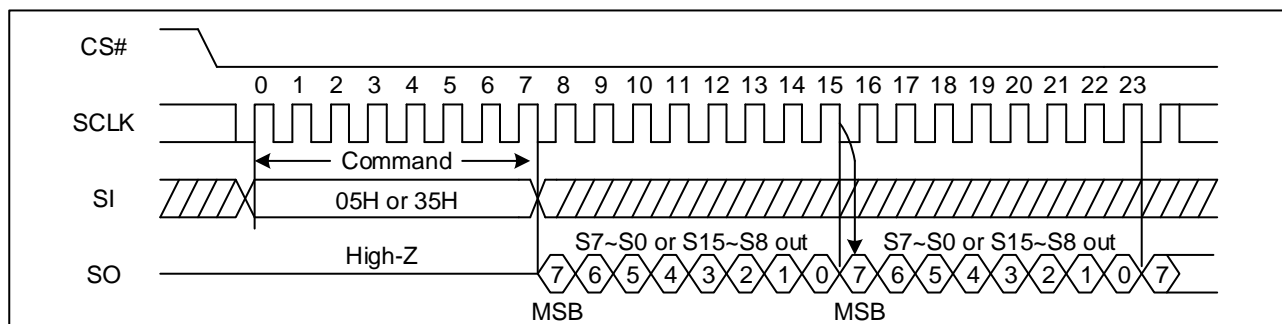 CS#
0 1 2 3 4 5 6 7 8 9 10 11 12 13 14 15 16 17 18 19 20 21 22 23
SCLK
Command
SI
05H or 35H
S7~S0 or S15~S8 out S7~S0 or S15~S8 out
High-Z
SO
7 6 5 4 3 2 1 0 7 6 5 4 3 2 1 0 7
MSB MSB